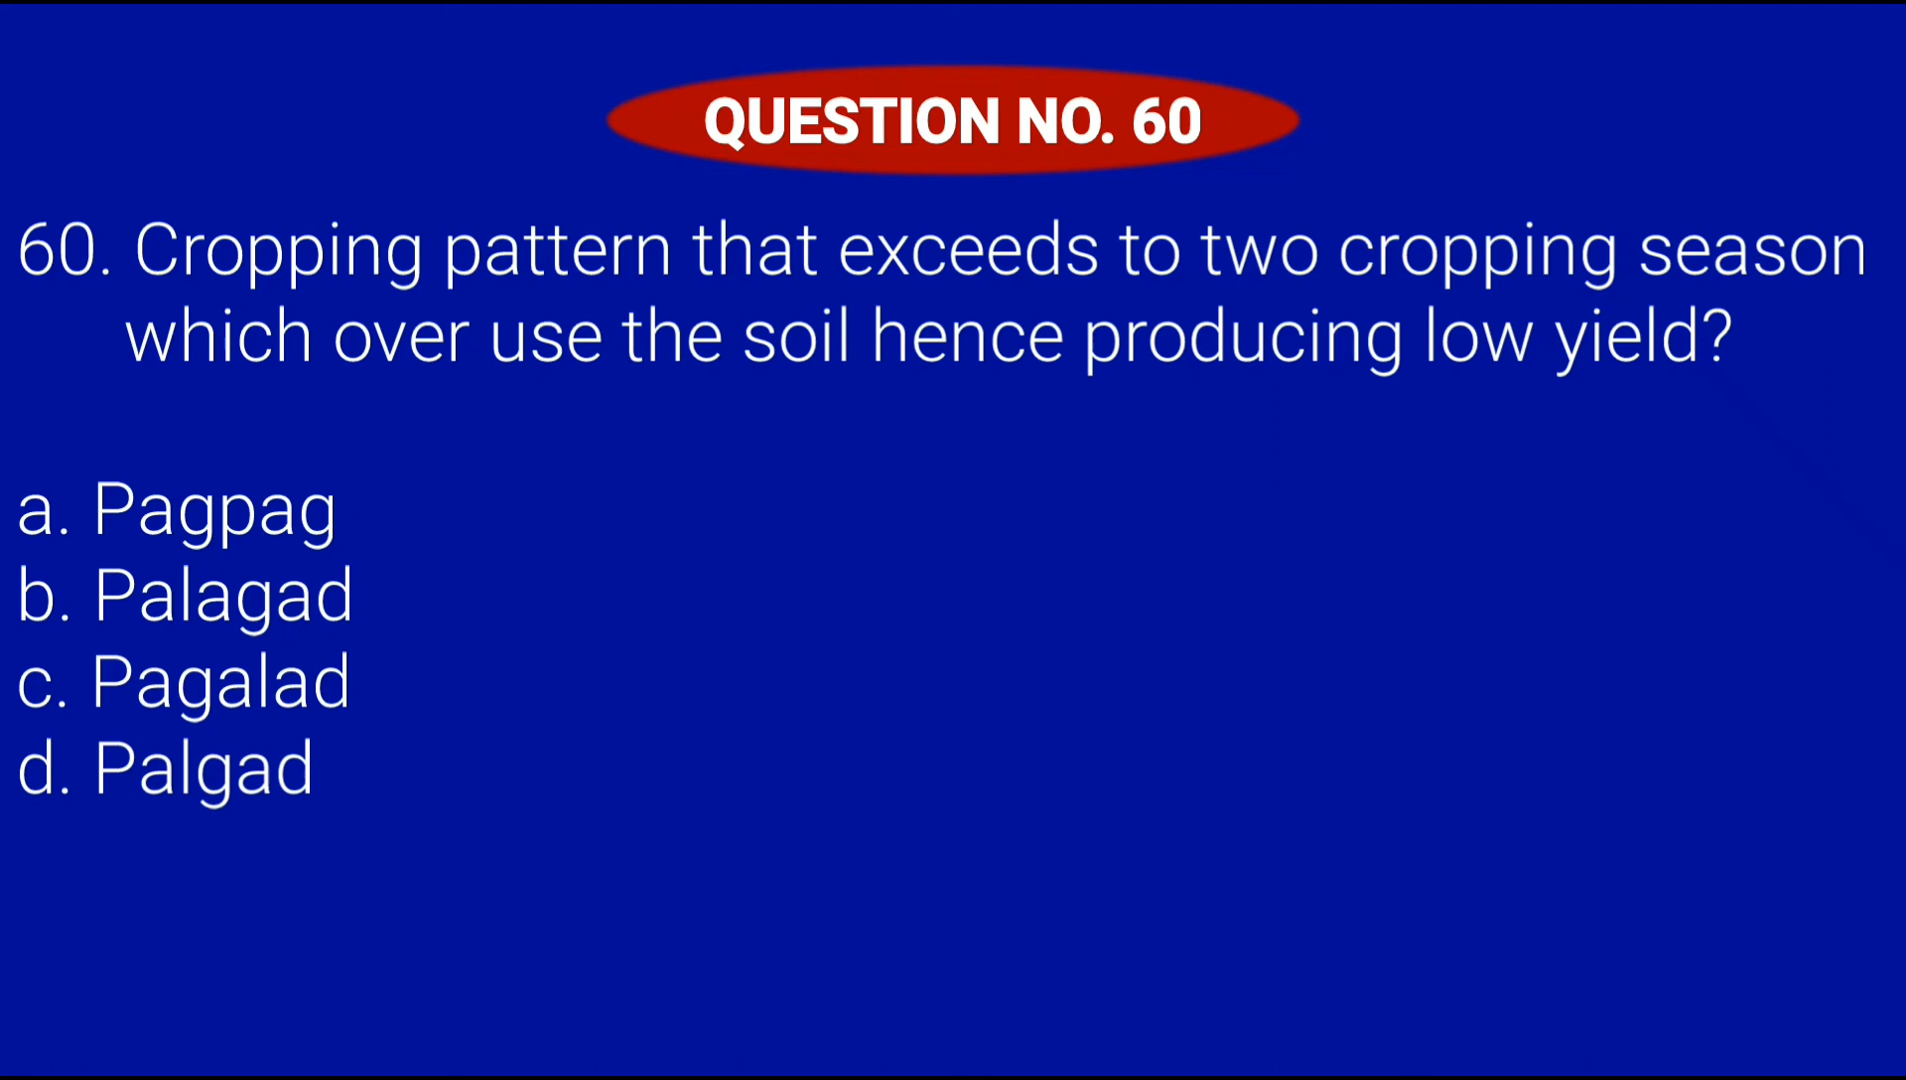 QUESTION NO. 60
60. Cropping pattern that exceeds to two cropping season
which over use the soil hence producing low yield?
a. Pagpag
b. Palagad
c. Pagalad
d. Palgad